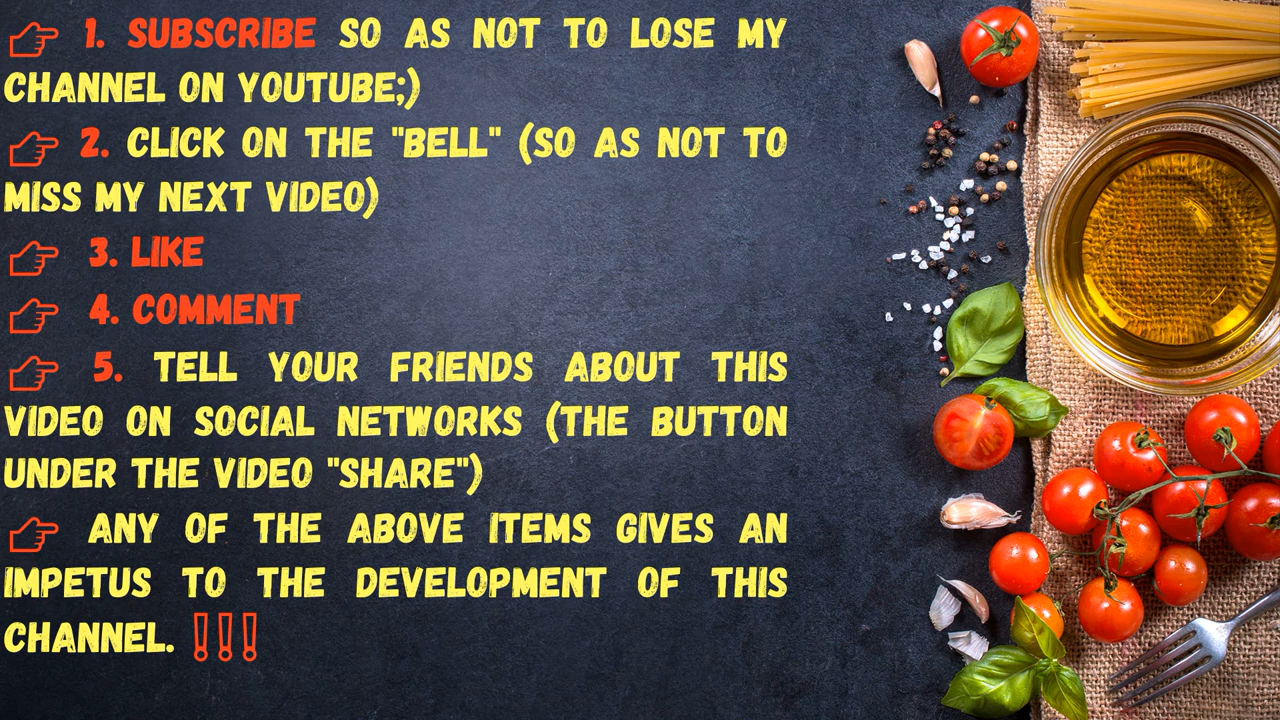 👉 1. SUBSCRIBE SO AS NOT TO LOSE MY
CHANNEL ON YOUTUBE;)
👉 2. CLICK ON THE "BELL" (SO AS NOT TO
MISS MY NEXT VIDEO)
👉 3. LIKE
👉 4. COMMENT
👉 5. TELL YOUR FRIENDS ABOUT THIS
VIDEO ON SOCIAL NETWORKS (THE BUTTON
UNDER THE VIDEO "SHARE")
👉 ANY OF THE ABOVE ITEMS GIVES AN
IMPETUS TO THE DEVELOPMENT OF THIS
CHANNEL. !!!